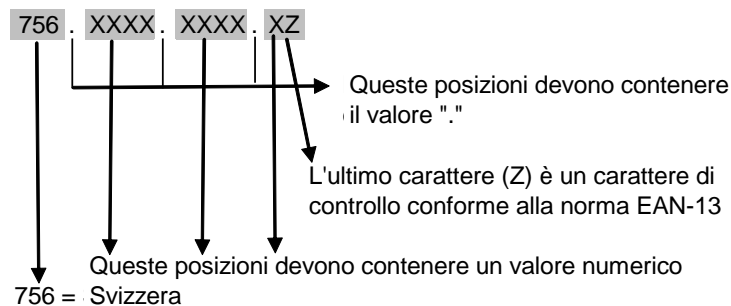 756 . XXXX . XXXX . XZ
Queste posizioni devono contenere
il valore "."
L'ultimo carattere (Z) è un carattere di
controllo conforme alla norma EAN-13
Queste posizioni devono contenere un valore numerico
756 = Svizzera